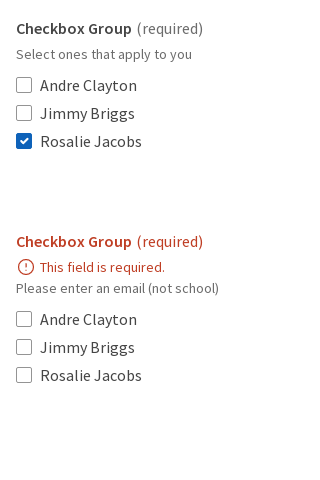 Checkbox Group (required)
Select ones that apply to you
Andre Clayton
Jimmy Briggs
Rosalie Jacobs
Checkbox Group (required)
This field is required.
Please enter an email (not school)
Andre Clayton
Jimmy Briggs
Rosalie Jacobs